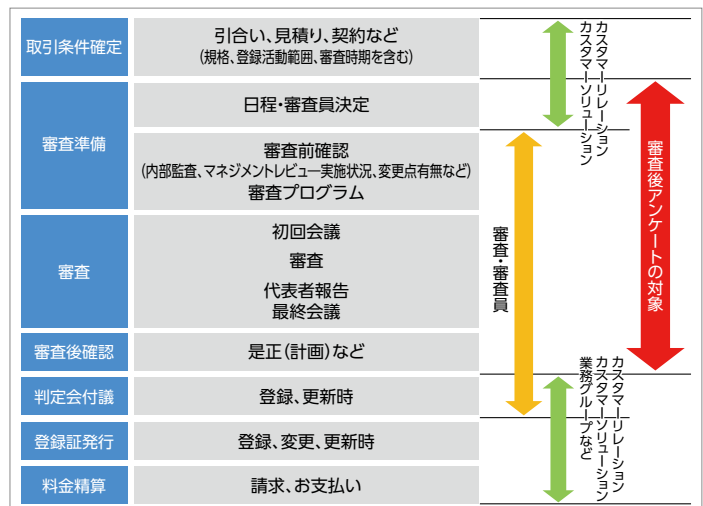 取引条件確定
引合い、見積り、契約など
(規格、登録活動範囲、審査時期を含む)
審査準備
日程・審査員決定
審査前確認
(内部監査、マネジメントレビュー実施状況、変更点有無など)
審査プログラム
審査
初回会議
審査
代表者報告
最終会議
審査後確認
是正(計画)など
判定会付議
登録、更新時
登録証発行
登録、変更、更新時
料金精算
請求、お支払い
カスタマーリレーション
カスタマーソリューション
審査・審査員
審査後アンケートの対象
カスタマーリレーション
カスタマーソリューション
業務グループなど